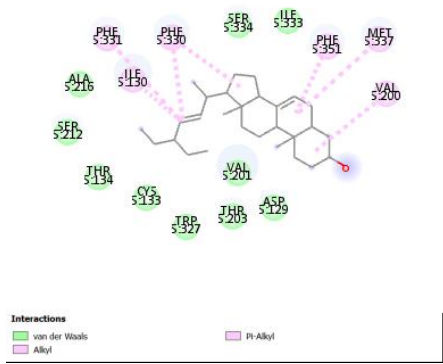 SER
S:334
ILE
S:333
PHE
S:331
PHE
S:330
PHE
S:351
MET
S:337
ILE
S:130
ALA
S:216
VAL
S:200
SER
S:212
THR
S:134
VAL
S:201
CYS
S:133
THR
S:203
ASP
S:129
TRP
S:327
Interactions
van der Waals
Alkyl
Pi-Alkyl